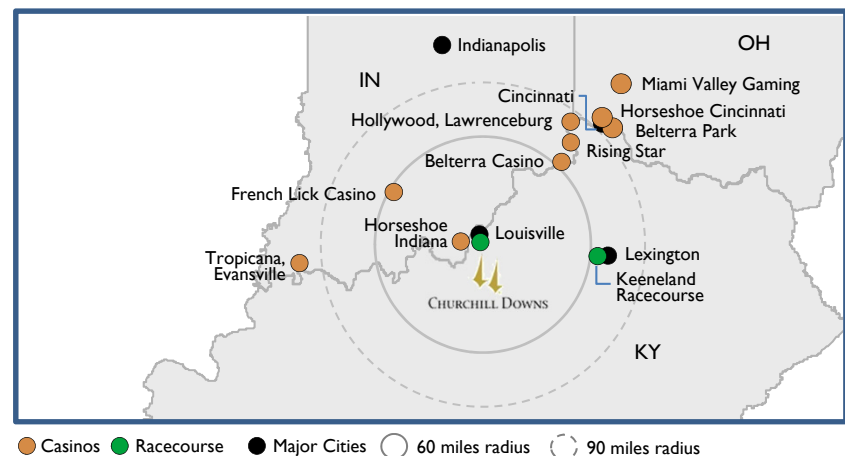 Indianapolis
OH
IN
Miami Valley Gaming
Cincinnati
Horseshoe Cincinnati
Hollywood, Lawrenceburg
Belterra Park
Rising Star
Belterra Casino
French Lick Casino
Horseshoe
Indiana
Louisville
Tropicana,
Evansville
Lexington
Keeneland
Racecourse
CHURCHILL DOWNS
KY
Casinos
Racecourse
Major Cities
60 miles radius
90 miles radius